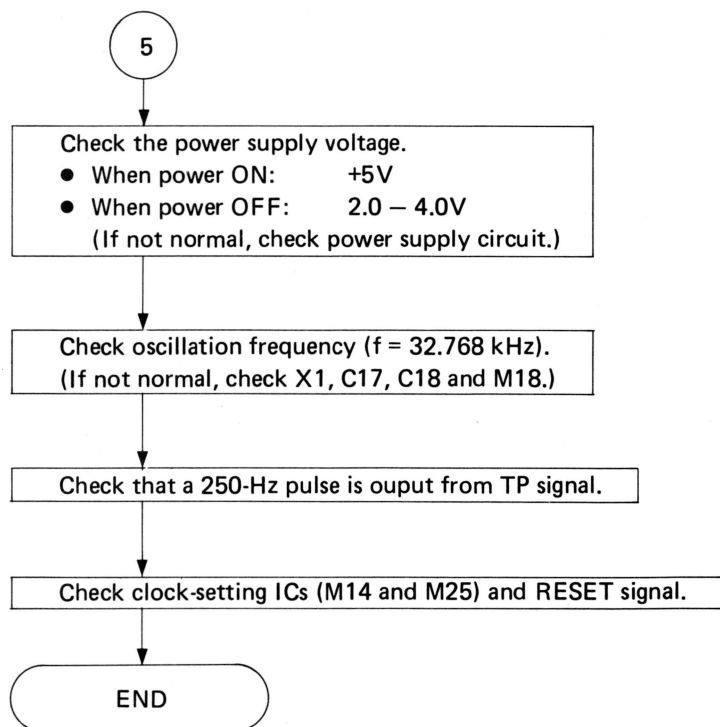 5
Check the power supply voltage.
● When power ON: +5V
● When power OFF: 2.0 – 4.0V
(If not normal, check power supply circuit.)
Check oscillation frequency (f = 32.768 kHz).
(If not normal, check X1, C17, C18 and M18.)
Check that a 250-Hz pulse is ouput from TP signal.
Check clock-setting ICs (M14 and M25) and RESET signal.
END